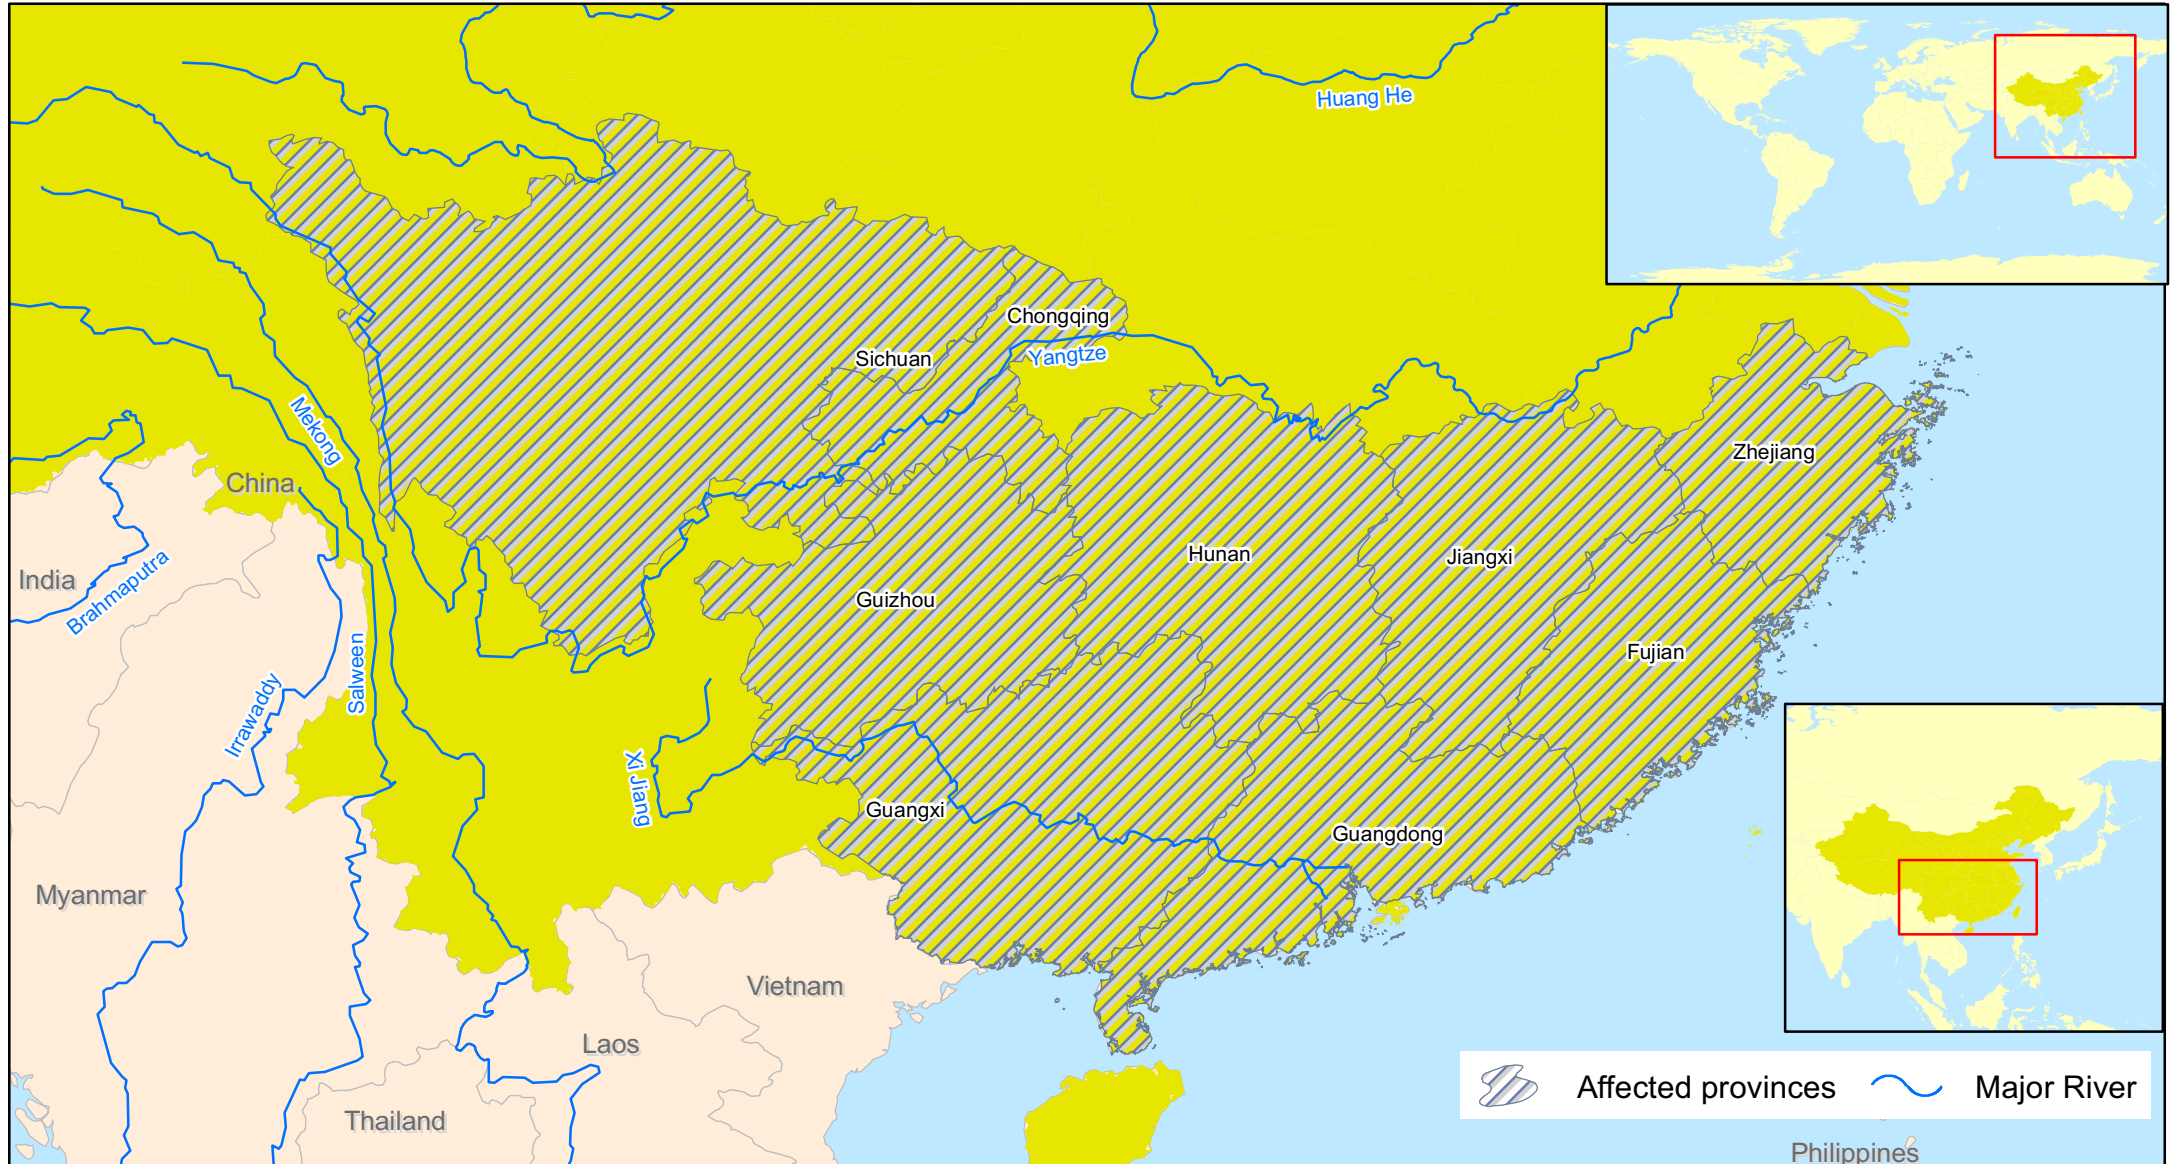 Huang He
Chongqing
Sichuan
Yangtze
Mekong
Zhejiang
China
Hunan
Jiangxi
India
Brahmaputra
Guizhou
Fujian
Salween
Irrawaddy
Xi Jiang
Guangxi
Guangdong
Myanmar
Vietnam
Laos
Affected provinces
Major River
Thailand
Philippines